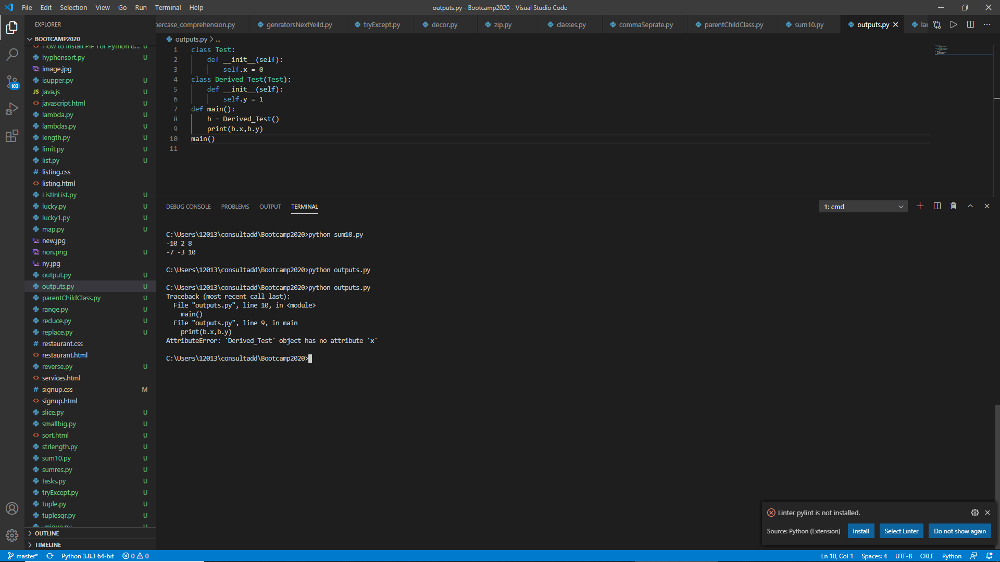 File Edit Selection View Go Run Terminal Help
outputs.py - Bootcamp2020 - Visual Studio Code
EXPLORER
BOOTCAMP2020
How to Install PIP For Python o... U
hyphensort.py U
image.jpg
isupper.py U
JS java.js U
javascript.html U
lambda.py U
lambdas.py U
length.py U
limit.py U
list.py U
# listing.css
<> listing.html
ListInList.py U
lucky.py U
lucky1.py U
map.py U
new.jpg
non.png U
ny.jpg
output.py U
outputs.py U
parentChildClass.py U
range.py U
reduce.py U
replace.py U
# restaurant.css
<> restaurant.html
reverse.py U
<> services.html
# signup.css M
<> signup.html
slice.py U
smallbig.py U
<> sort.html U
strlength.py U
sum10.py U
sumres.py U
tasks.py U
tryExcept.py U
tuple.py U
tuplesqr.py U
unique.py U
OUTLINE
TIMELINE
103
percase_comprehension.py genratorsNextYeild.py tryExcept.py decor.py zip.py classes.py commaSeprate.py parentChildClass.py sum10.py outputs.py
outputs.py > ...
1 class Test:
2 def __init__(self):
3 self.x = 0
4 class Derived_Test(Test):
5 def __init__(self):
6 self.y = 1
7 def main():
8 b = Derived_Test()
9 print(b.x,b.y)
10 main()
11
DEBUG CONSOLE PROBLEMS OUTPUT TERMINAL
1: cmd
C:\Users\12013\consultadd\Bootcamp2020>python sum10.py
-10 2 8
-7 -3 10
C:\Users\12013\consultadd\Bootcamp2020>python outputs.py
C:\Users\12013\consultadd\Bootcamp2020>python outputs.py
Traceback (most recent call last):
File "outputs.py", line 10, in <module>
main()
File "outputs.py", line 9, in main
print(b.x,b.y)
AttributeError: 'Derived_Test' object has no attribute 'x'
C:\Users\12013\consultadd\Bootcamp2020>
Linter pylint is not installed.
Source: Python (Extension) Install Select Linter Do not show again
master* Python 3.8.3 64-bit 0 0 Ln 10, Col 1 Spaces: 4 UTF-8 CRLF Python